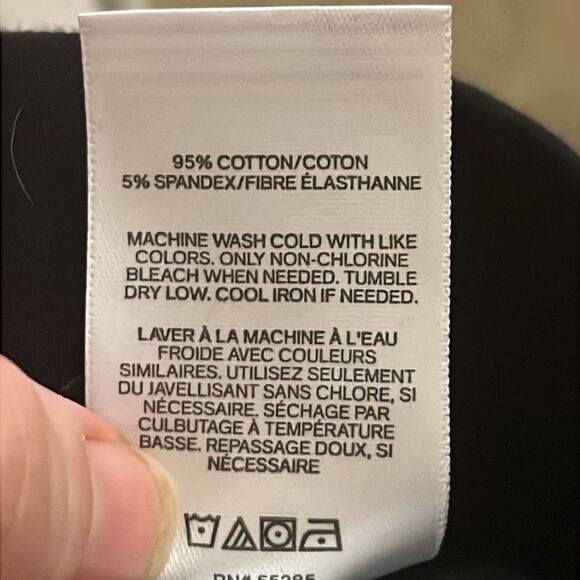 95% COTTON/COTON
5% SPANDEX/FIBRE ÉLASTHANNE
MACHINE WASH COLD WITH LIKE
COLORS. ONLY NON-CHLORINE
BLEACH WHEN NEEDED. TUMBLE
DRY LOW. COOL IRON IF NEEDED.
LAVER À LA MACHINE À L'EAU
FROIDE AVEC COULEURS
SIMILAIRES. UTILISEZ SEULEMENT
DU JAVELLISANT SANS CHLORE, SI
NÉCESSAIRE. SÉCHAGE PAR
CULBUTAGE À TEMPÉRATURE
BASSE. REPASSAGE DOUX, SI
NÉCESSAIRE
RN# 55285